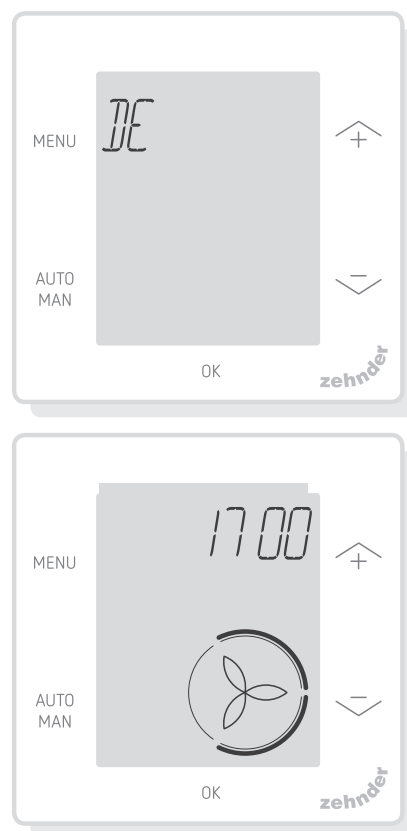 DE
MENU
+
AUTO
MAN
−
OK
zehnder
17 00
MENU
+
AUTO
MAN
−
OK
zehnder